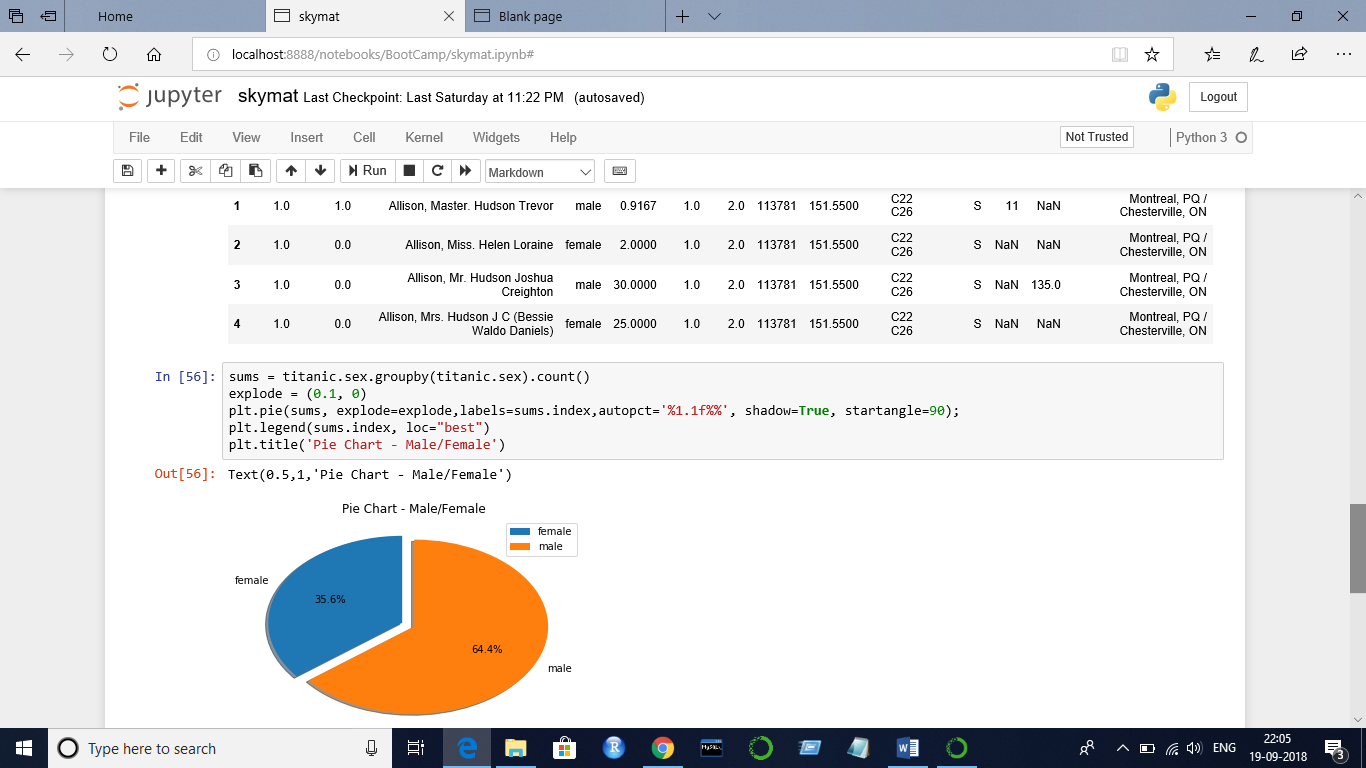 Home
skymat
Blank page
localhost:8888/notebooks/BootCamp/skymat.ipynb#
jupyter skymat Last Checkpoint: Last Saturday at 11:22 PM (autosaved)
Logout
File Edit View Insert Cell Kernel Widgets Help
Not Trusted
Python 3
Run
Markdown
1 1.0 1.0 Allison, Master. Hudson Trevor male 0.9167 1.0 2.0 113781 151.5500 C22 C26 S 11 NaN Montreal, PQ / Chesterville, ON
2 1.0 0.0 Allison, Miss. Helen Loraine female 2.0000 1.0 2.0 113781 151.5500 C22 C26 S NaN NaN Montreal, PQ / Chesterville, ON
3 1.0 0.0 Allison, Mr. Hudson Joshua Creighton male 30.0000 1.0 2.0 113781 151.5500 C22 C26 S NaN 135.0 Montreal, PQ / Chesterville, ON
4 1.0 0.0 Allison, Mrs. Hudson J C (Bessie Waldo Daniels) female 25.0000 1.0 2.0 113781 151.5500 C22 C26 S NaN NaN Montreal, PQ / Chesterville, ON
In [56]:
sums = titanic.sex.groupby(titanic.sex).count()
explode = (0.1, 0)
plt.pie(sums, explode=explode,labels=sums.index,autopct='%1.1f%%', shadow=True, startangle=90);
plt.legend(sums.index, loc="best")
plt.title('Pie Chart - Male/Female')
Out[56]: Text(0.5,1,'Pie Chart - Male/Female')
Pie Chart - Male/Female
female
male
female
35.6%
64.4%
male
Type here to search
R
MySQL
W
ENG
22:05
19-09-2018
3